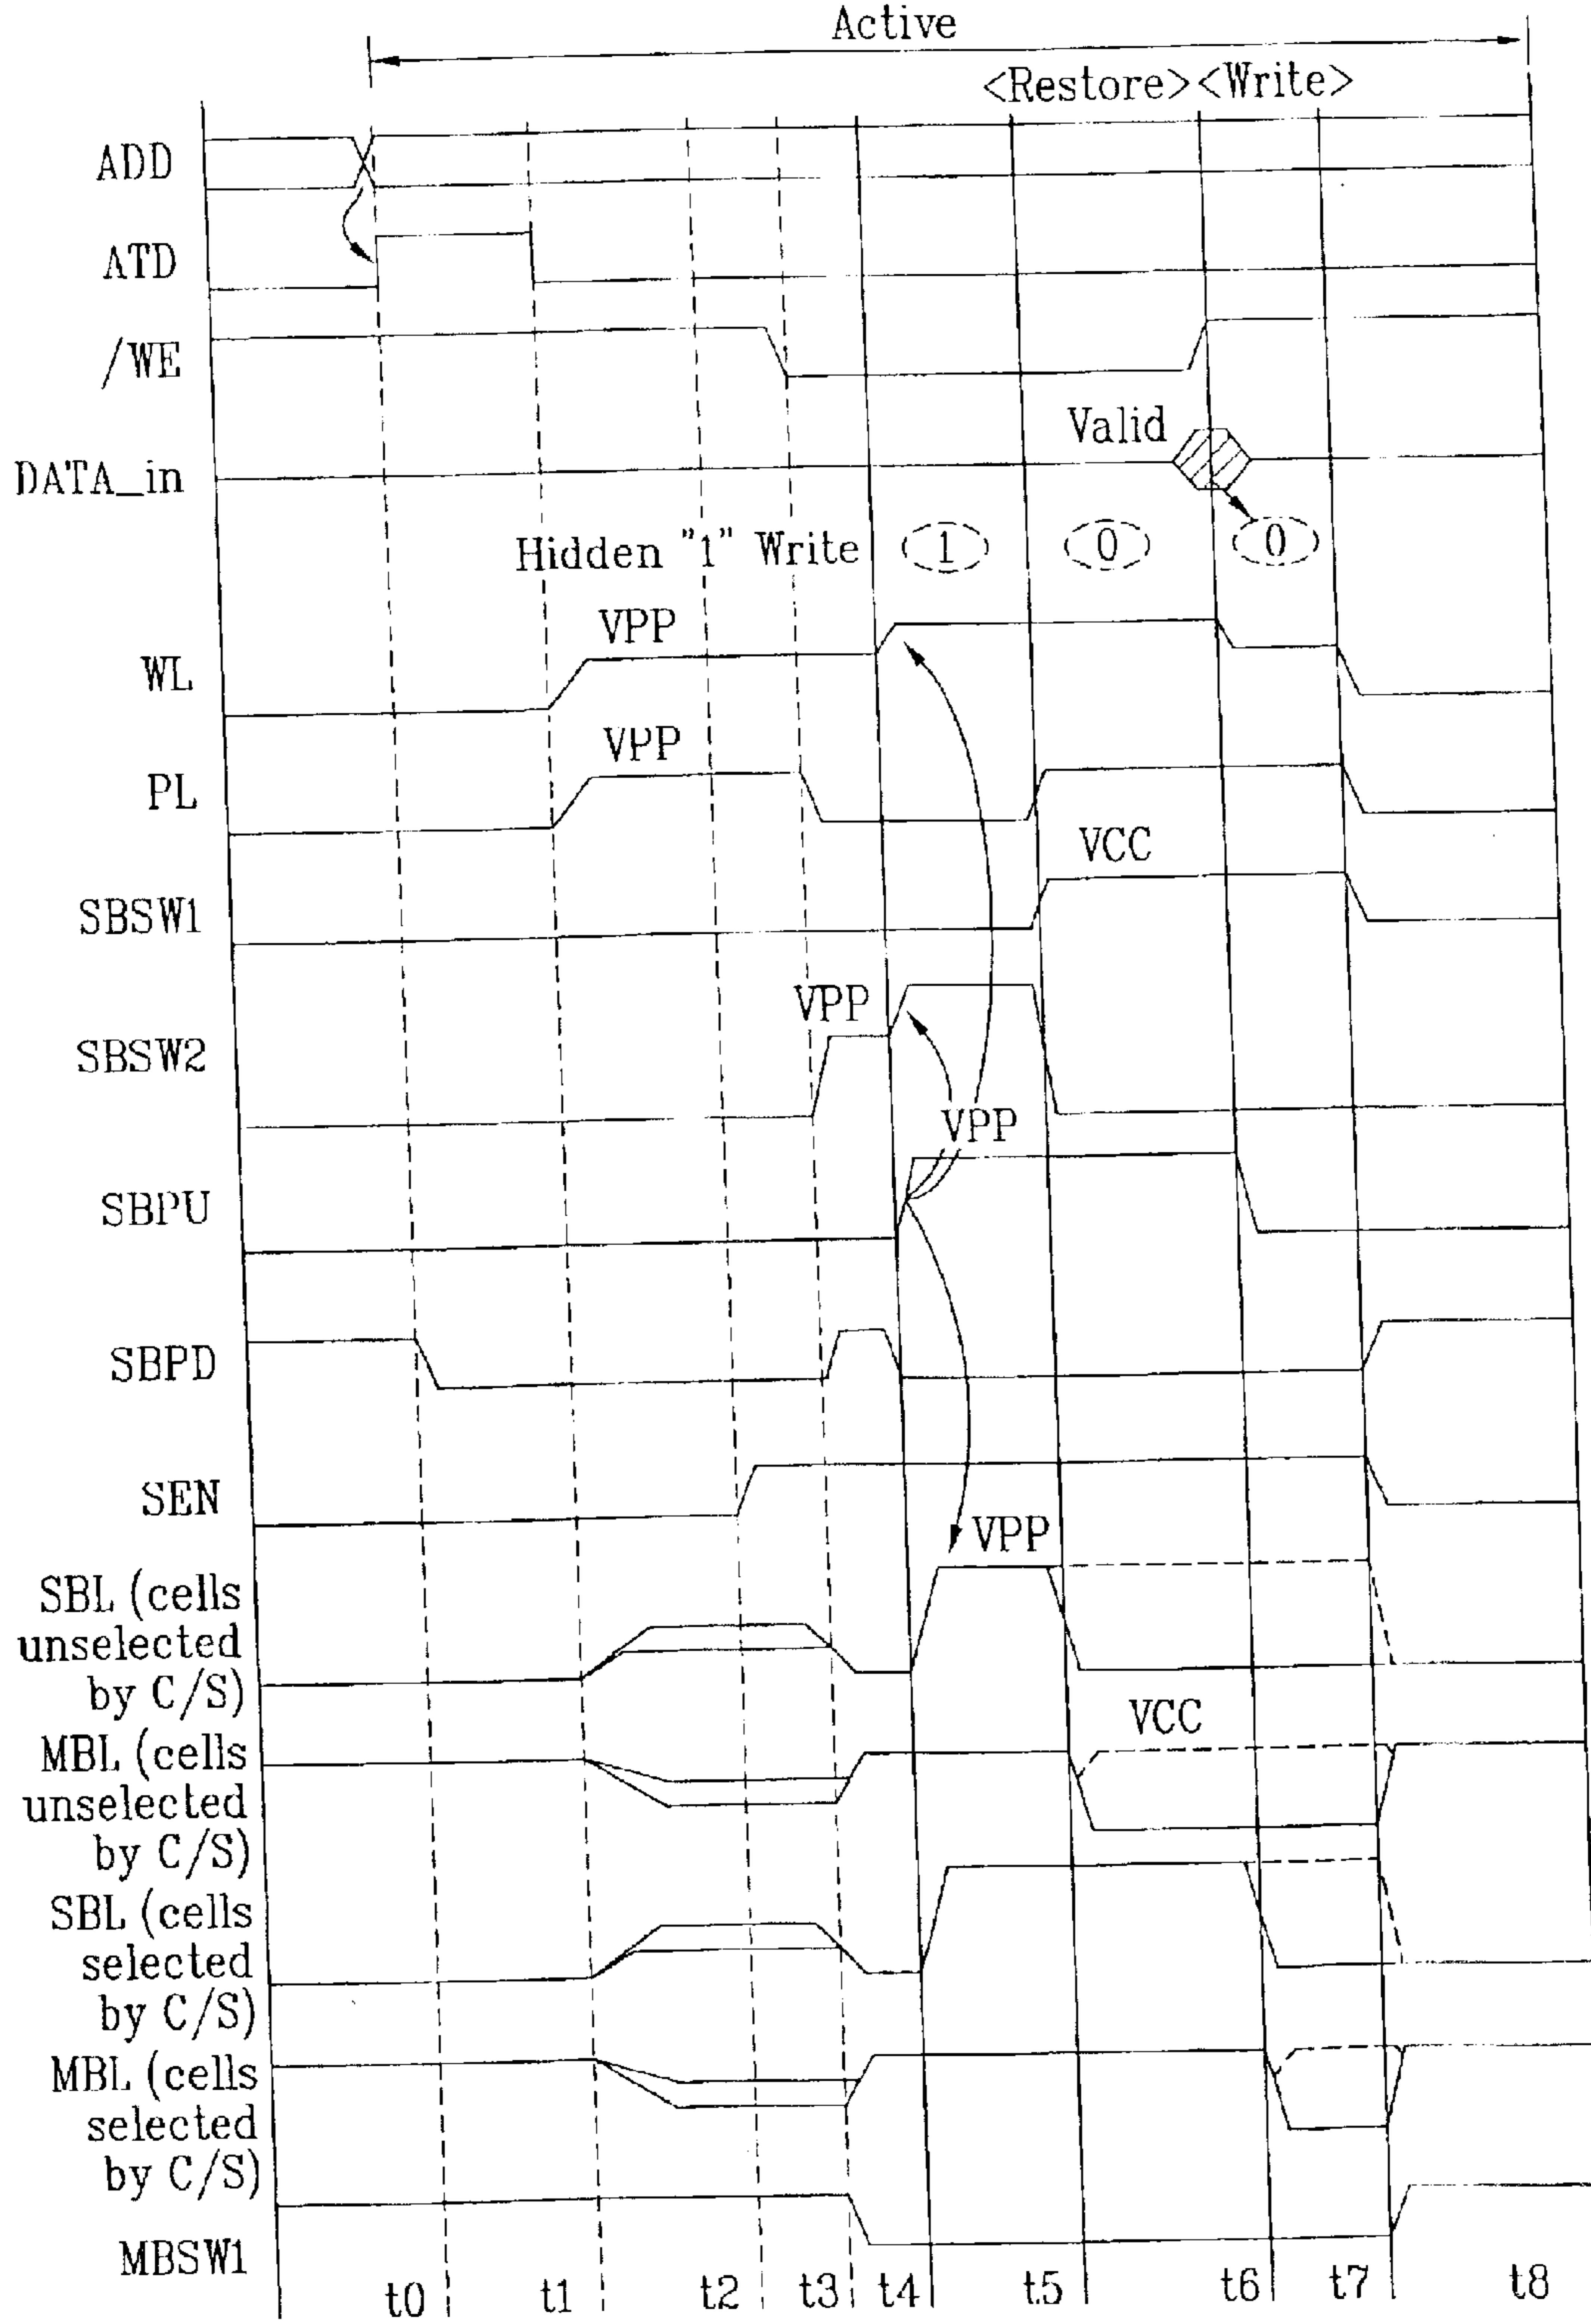 Active
<Restore><Write>
ADD
ATD
/WE
Valid
DATA_in
Hidden "1" Write 1 0 0
VPP
WL
VPP
PL
VCC
SBSW1
VPP
SBSW2
VPP
SBPU
SBPD
SEN
VPP
SBL (cells
unselected
by C/S)
VCC
MBL (cells
unselected
by C/S)
SBL (cells
selected
by C/S)
MBL (cells
selected
by C/S)
MBSW1
t0 t1 t2 t3 t4 t5 t6 t7 t8